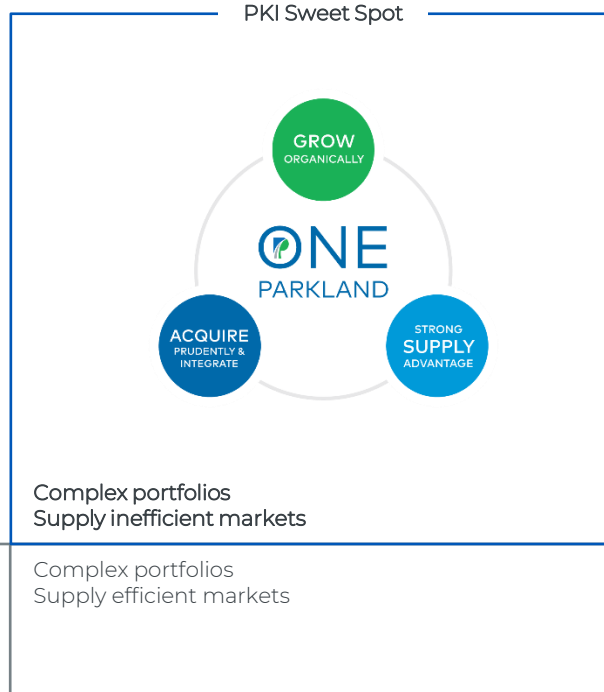 PKI Sweet Spot
GROW
ORGANICALLY
ONE
PARKLAND
ACQUIRE
PRUDENTLY &
INTEGRATE
STRONG
SUPPLY
ADVANTAGE
Complex portfolios
Supply inefficient markets
Complex portfolios
Supply efficient markets